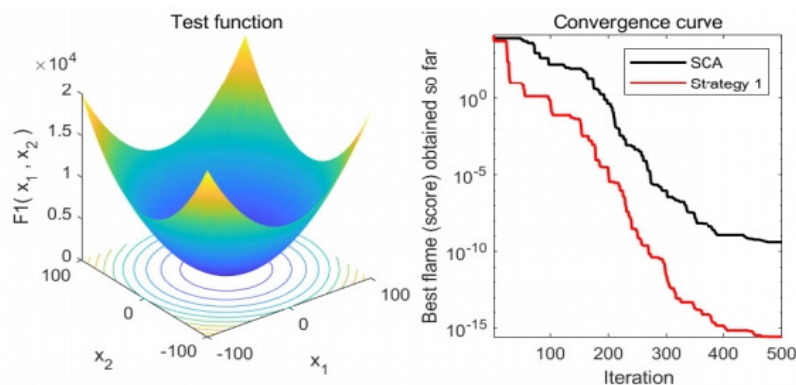 Test function
×10⁴
2
1.5
1
0.5
0
F1( x₁ , x₂ )
100
0
-100
x₂
-100
0
100
x₁
Convergence curve
SCA
Strategy 1
Best flame (score) obtained so far
10⁰
10⁻⁵
10⁻¹⁰
10⁻¹⁵
100
200
300
400
500
Iteration